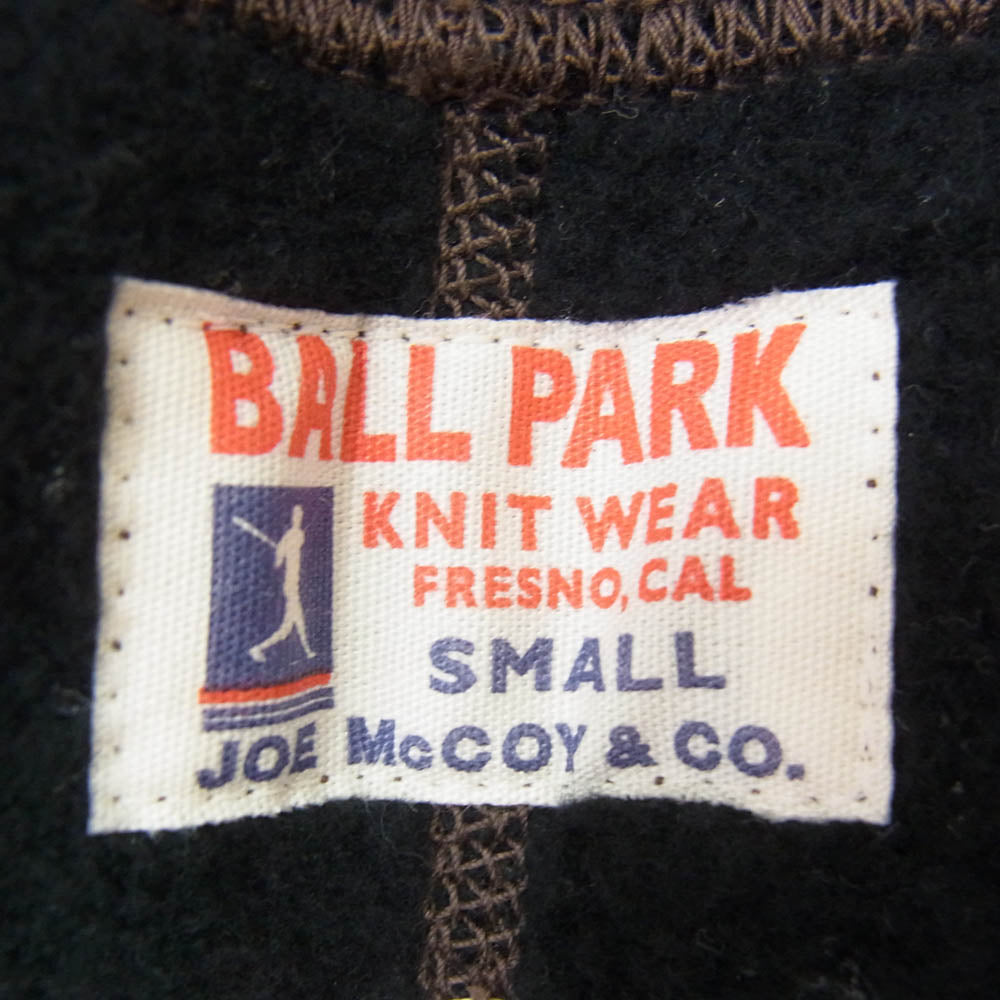 BALL PARK
KNIT WEAR
FRESNO, CAL
SMALL
JOE McCOY & CO.